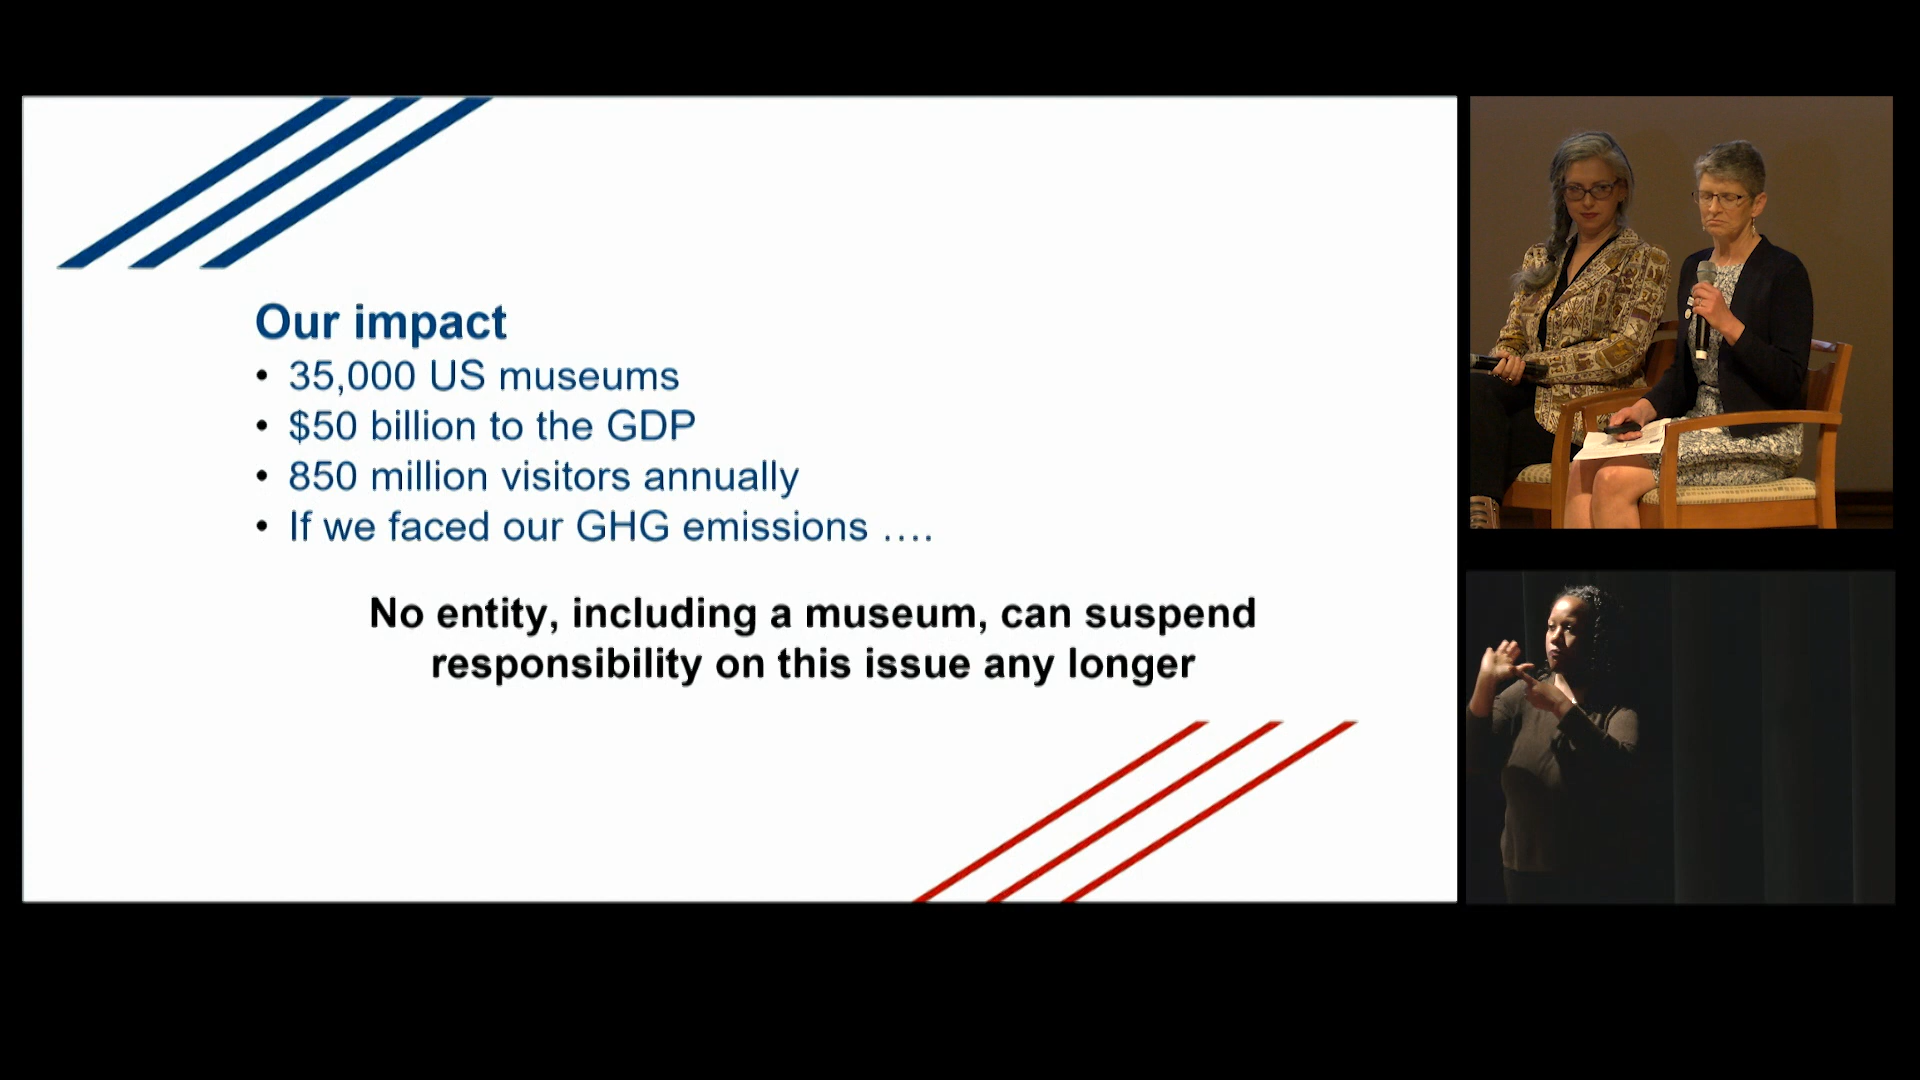 Our impact
• 35,000 US museums
• $50 billion to the GDP
• 850 million visitors annually
• If we faced our GHG emissions ….
No entity, including a museum, can suspend
responsibility on this issue any longer